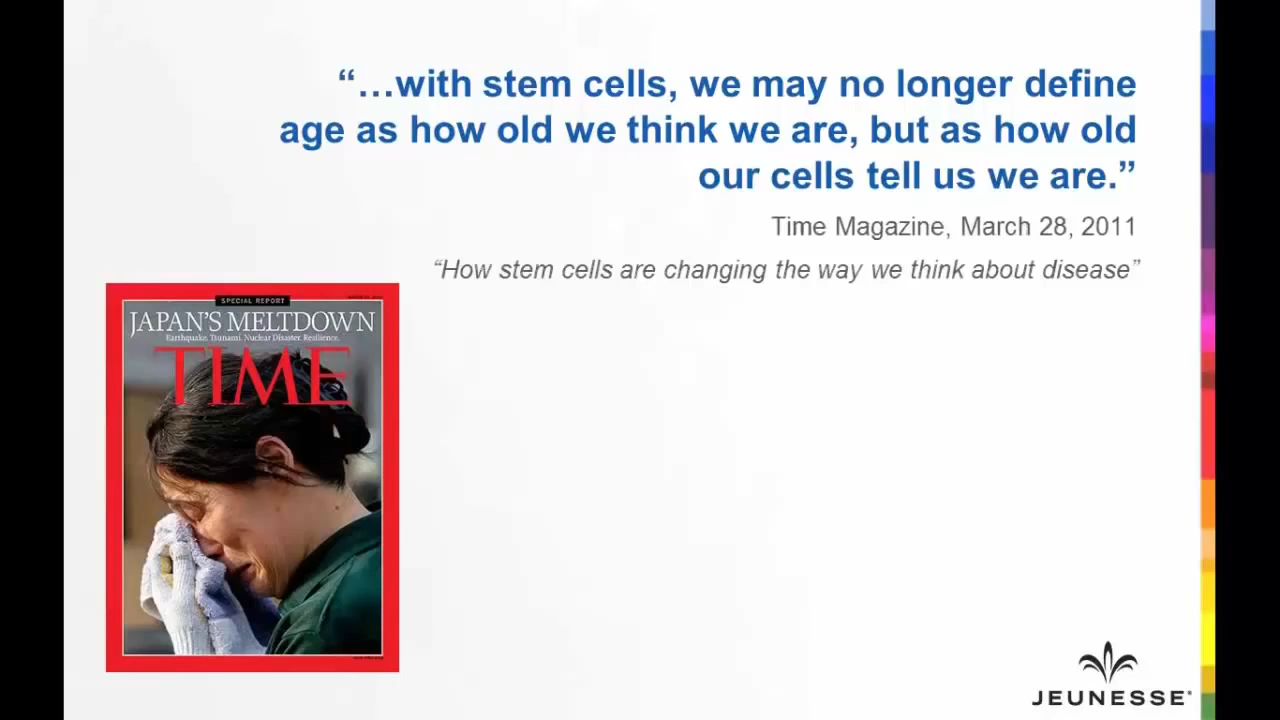 “…with stem cells, we may no longer define
age as how old we think we are, but as how old
our cells tell us we are.”
Time Magazine, March 28, 2011
“How stem cells are changing the way we think about disease”
SPECIAL REPORT
JAPAN'S MELTDOWN
Earthquake. Tsunami. Nuclear Disaster. Resilience.
TIME
JEUNESSE